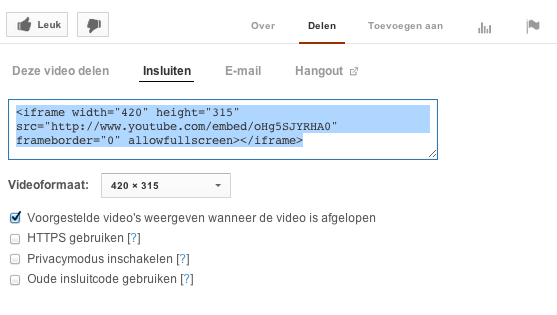 Leuk
Over Delen Toevoegen aan
Deze video delen Insluiten E-mail Hangout
<iframe width="420" height="315"
src="http://www.youtube.com/embed/oHg5SJYRHA0"
frameborder="0" allowfullscreen></iframe>
Videoformaat: 420 × 315
Voorgestelde video's weergeven wanneer de video is afgelopen
HTTPS gebruiken [?]
Privacymodus inschakelen [?]
Oude insluitcode gebruiken [?]